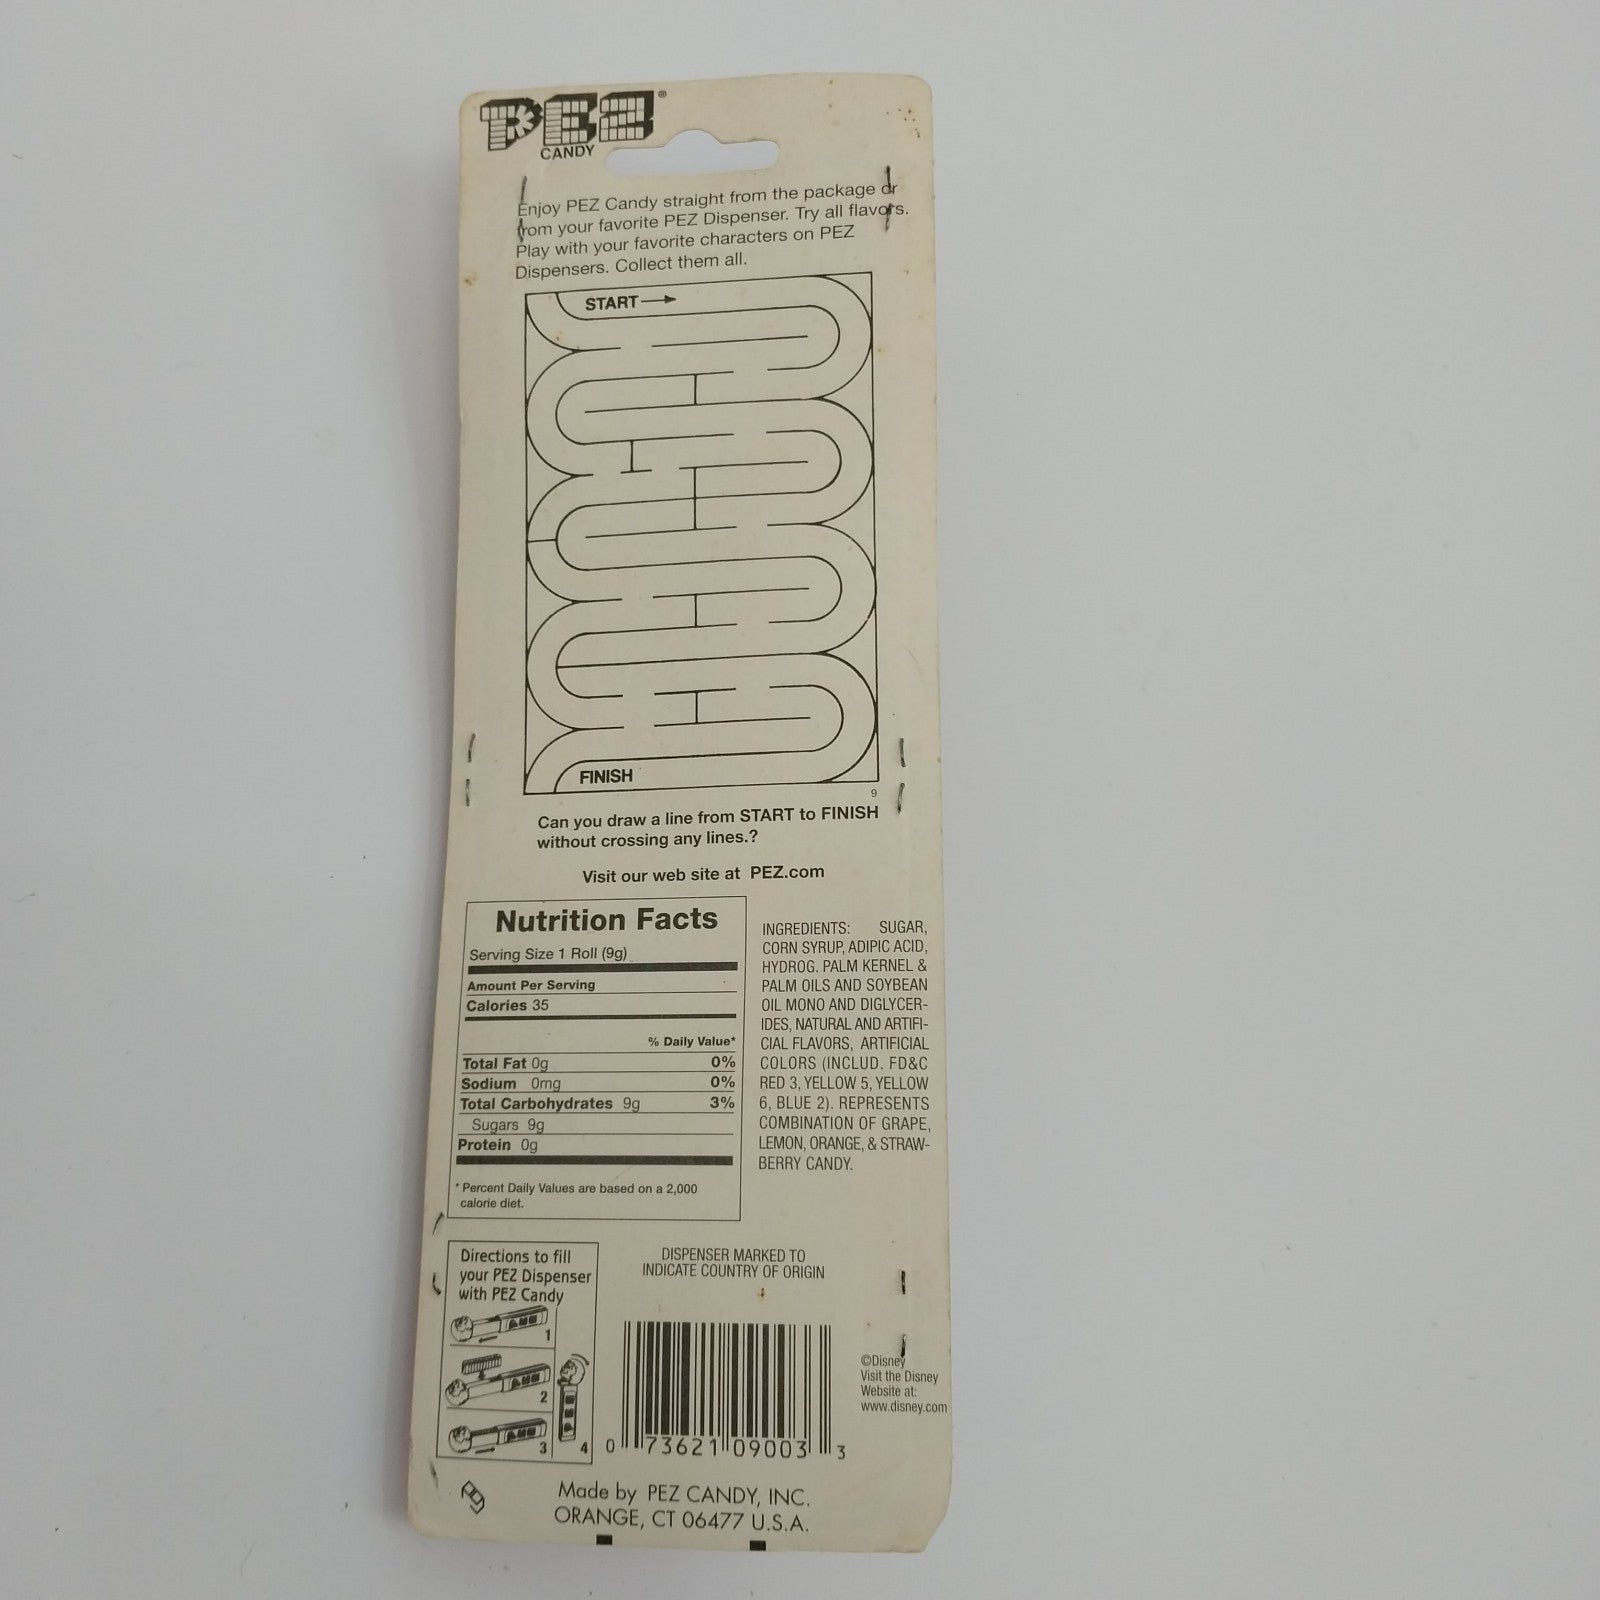 PEZ®
CANDY
Enjoy PEZ Candy straight from the package or
from your favorite PEZ Dispenser. Try all flavors.
Play with your favorite characters on PEZ
Dispensers. Collect them all.
START
FINISH
9
Can you draw a line from START to FINISH
without crossing any lines.?
Visit our web site at PEZ.com
Nutrition Facts
Serving Size 1 Roll (9g)
Amount Per Serving
Calories 35
% Daily Value*
Total Fat 0g 0%
Sodium 0mg 0%
Total Carbohydrates 9g 3%
Sugars 9g
Protein 0g
* Percent Daily Values are based on a 2,000
calorie diet.
INGREDIENTS: SUGAR,
CORN SYRUP, ADIPIC ACID,
HYDROG. PALM KERNEL &
PALM OILS AND SOYBEAN
OIL MONO AND DIGLYCER-
IDES, NATURAL AND ARTIFI-
CIAL FLAVORS, ARTIFICIAL
COLORS (INCLUD. FD&C
RED 3, YELLOW 5, YELLOW
6, BLUE 2). REPRESENTS
COMBINATION OF GRAPE,
LEMON, ORANGE, & STRAW-
BERRY CANDY.
Directions to fill
your PEZ Dispenser
with PEZ Candy
1
2
3
4
DISPENSER MARKED TO
INDICATE COUNTRY OF ORIGIN
0 73621 09003 3
©Disney
Visit the Disney
Website at:
www.disney.com
Made by PEZ CANDY, INC.
ORANGE, CT 06477 U.S.A.